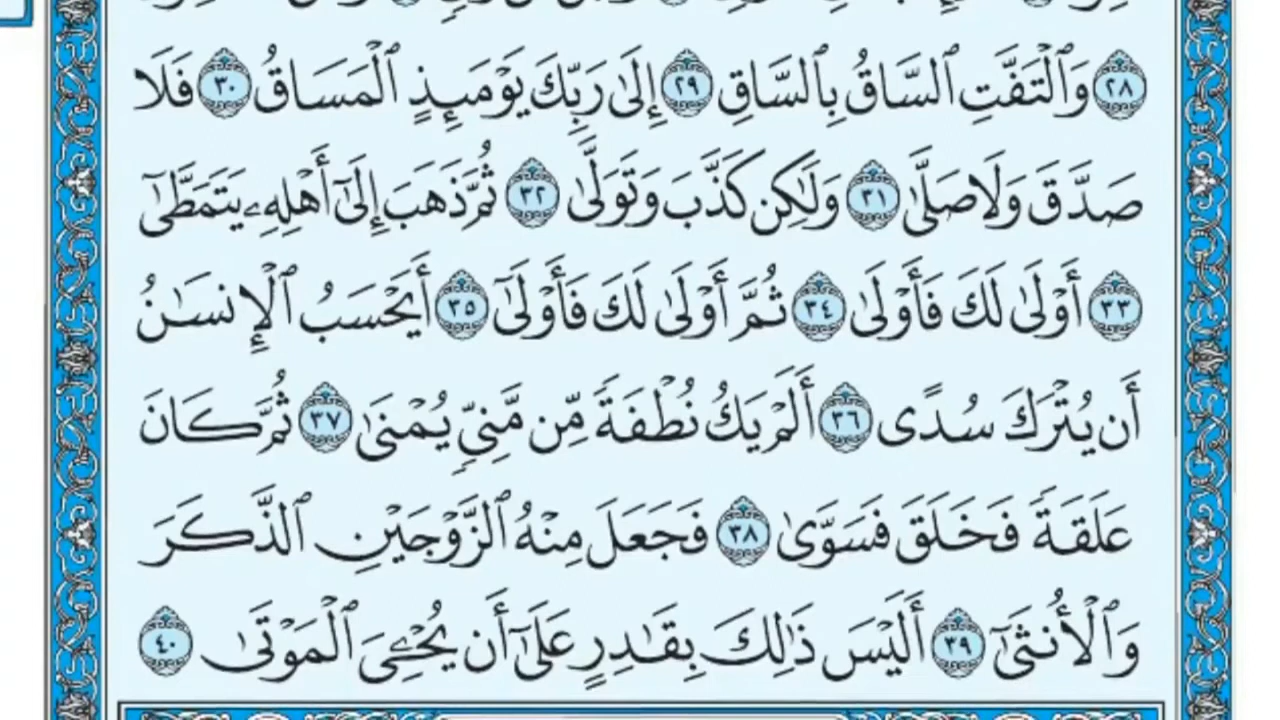 ٢٨ وَٱلْتَفَّتِ ٱلسَّاقُ بِٱلسَّاقِ ٢٩ إِلَىٰ رَبِّكَ يَوْمَئِذٍ ٱلْمَسَاقُ ٣٠ فَلَا
صَدَّقَ وَلَا صَلَّىٰ ٣١ وَلَٰكِن كَذَّبَ وَتَوَلَّىٰ ٣٢ ثُمَّ ذَهَبَ إِلَىٰٓ أَهْلِهِۦ يَتَمَطَّىٰٓ
٣٣ أَوْلَىٰ لَكَ فَأَوْلَىٰ ٣٤ ثُمَّ أَوْلَىٰ لَكَ فَأَوْلَىٰٓ ٣٥ أَيَحْسَبُ ٱلْإِنسَٰنُ
أَن يُتْرَكَ سُدًى ٣٦ أَلَمْ يَكُ نُطْفَةً مِّن مَّنِىٍّ يُمْنَىٰ ٣٧ ثُمَّ كَانَ
عَلَقَةً فَخَلَقَ فَسَوَّىٰ ٣٨ فَجَعَلَ مِنْهُ ٱلزَّوْجَيْنِ ٱلذَّكَرَ
وَٱلْأُنثَىٰٓ ٣٩ أَلَيْسَ ذَٰلِكَ بِقَٰدِرٍ عَلَىٰٓ أَن يُحْۦِىَ ٱلْمَوْتَىٰ ٤٠